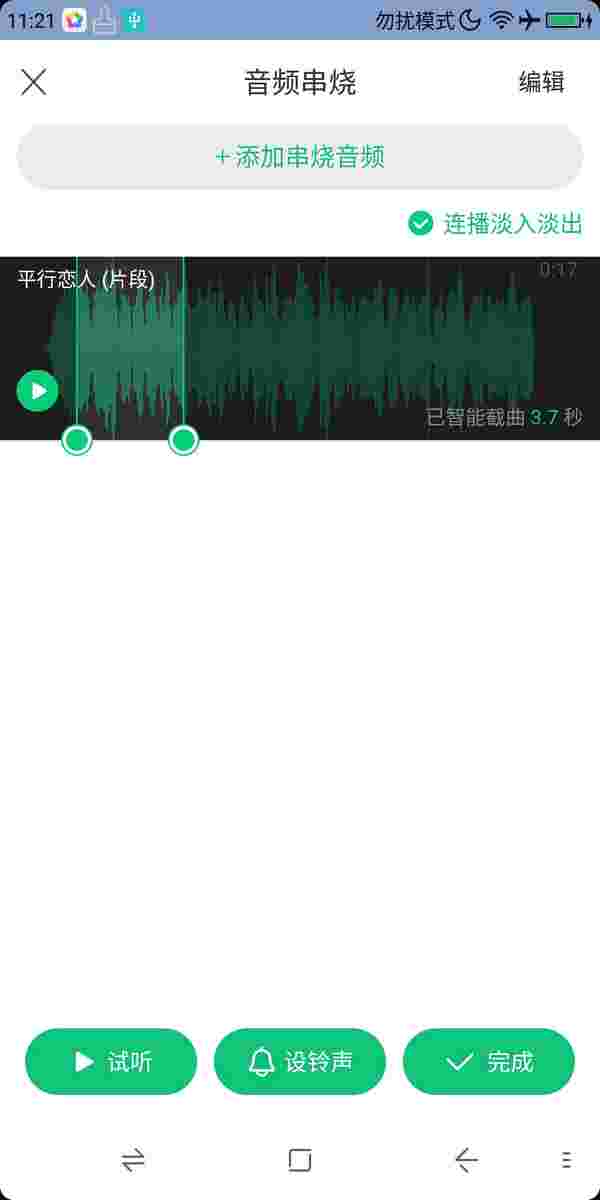 11:21 勿扰模式
音频串烧 编辑
+添加串烧音频
连播淡入淡出
平行恋人 (片段) 0:17
已智能截曲 3.7 秒
试听 设铃声 完成